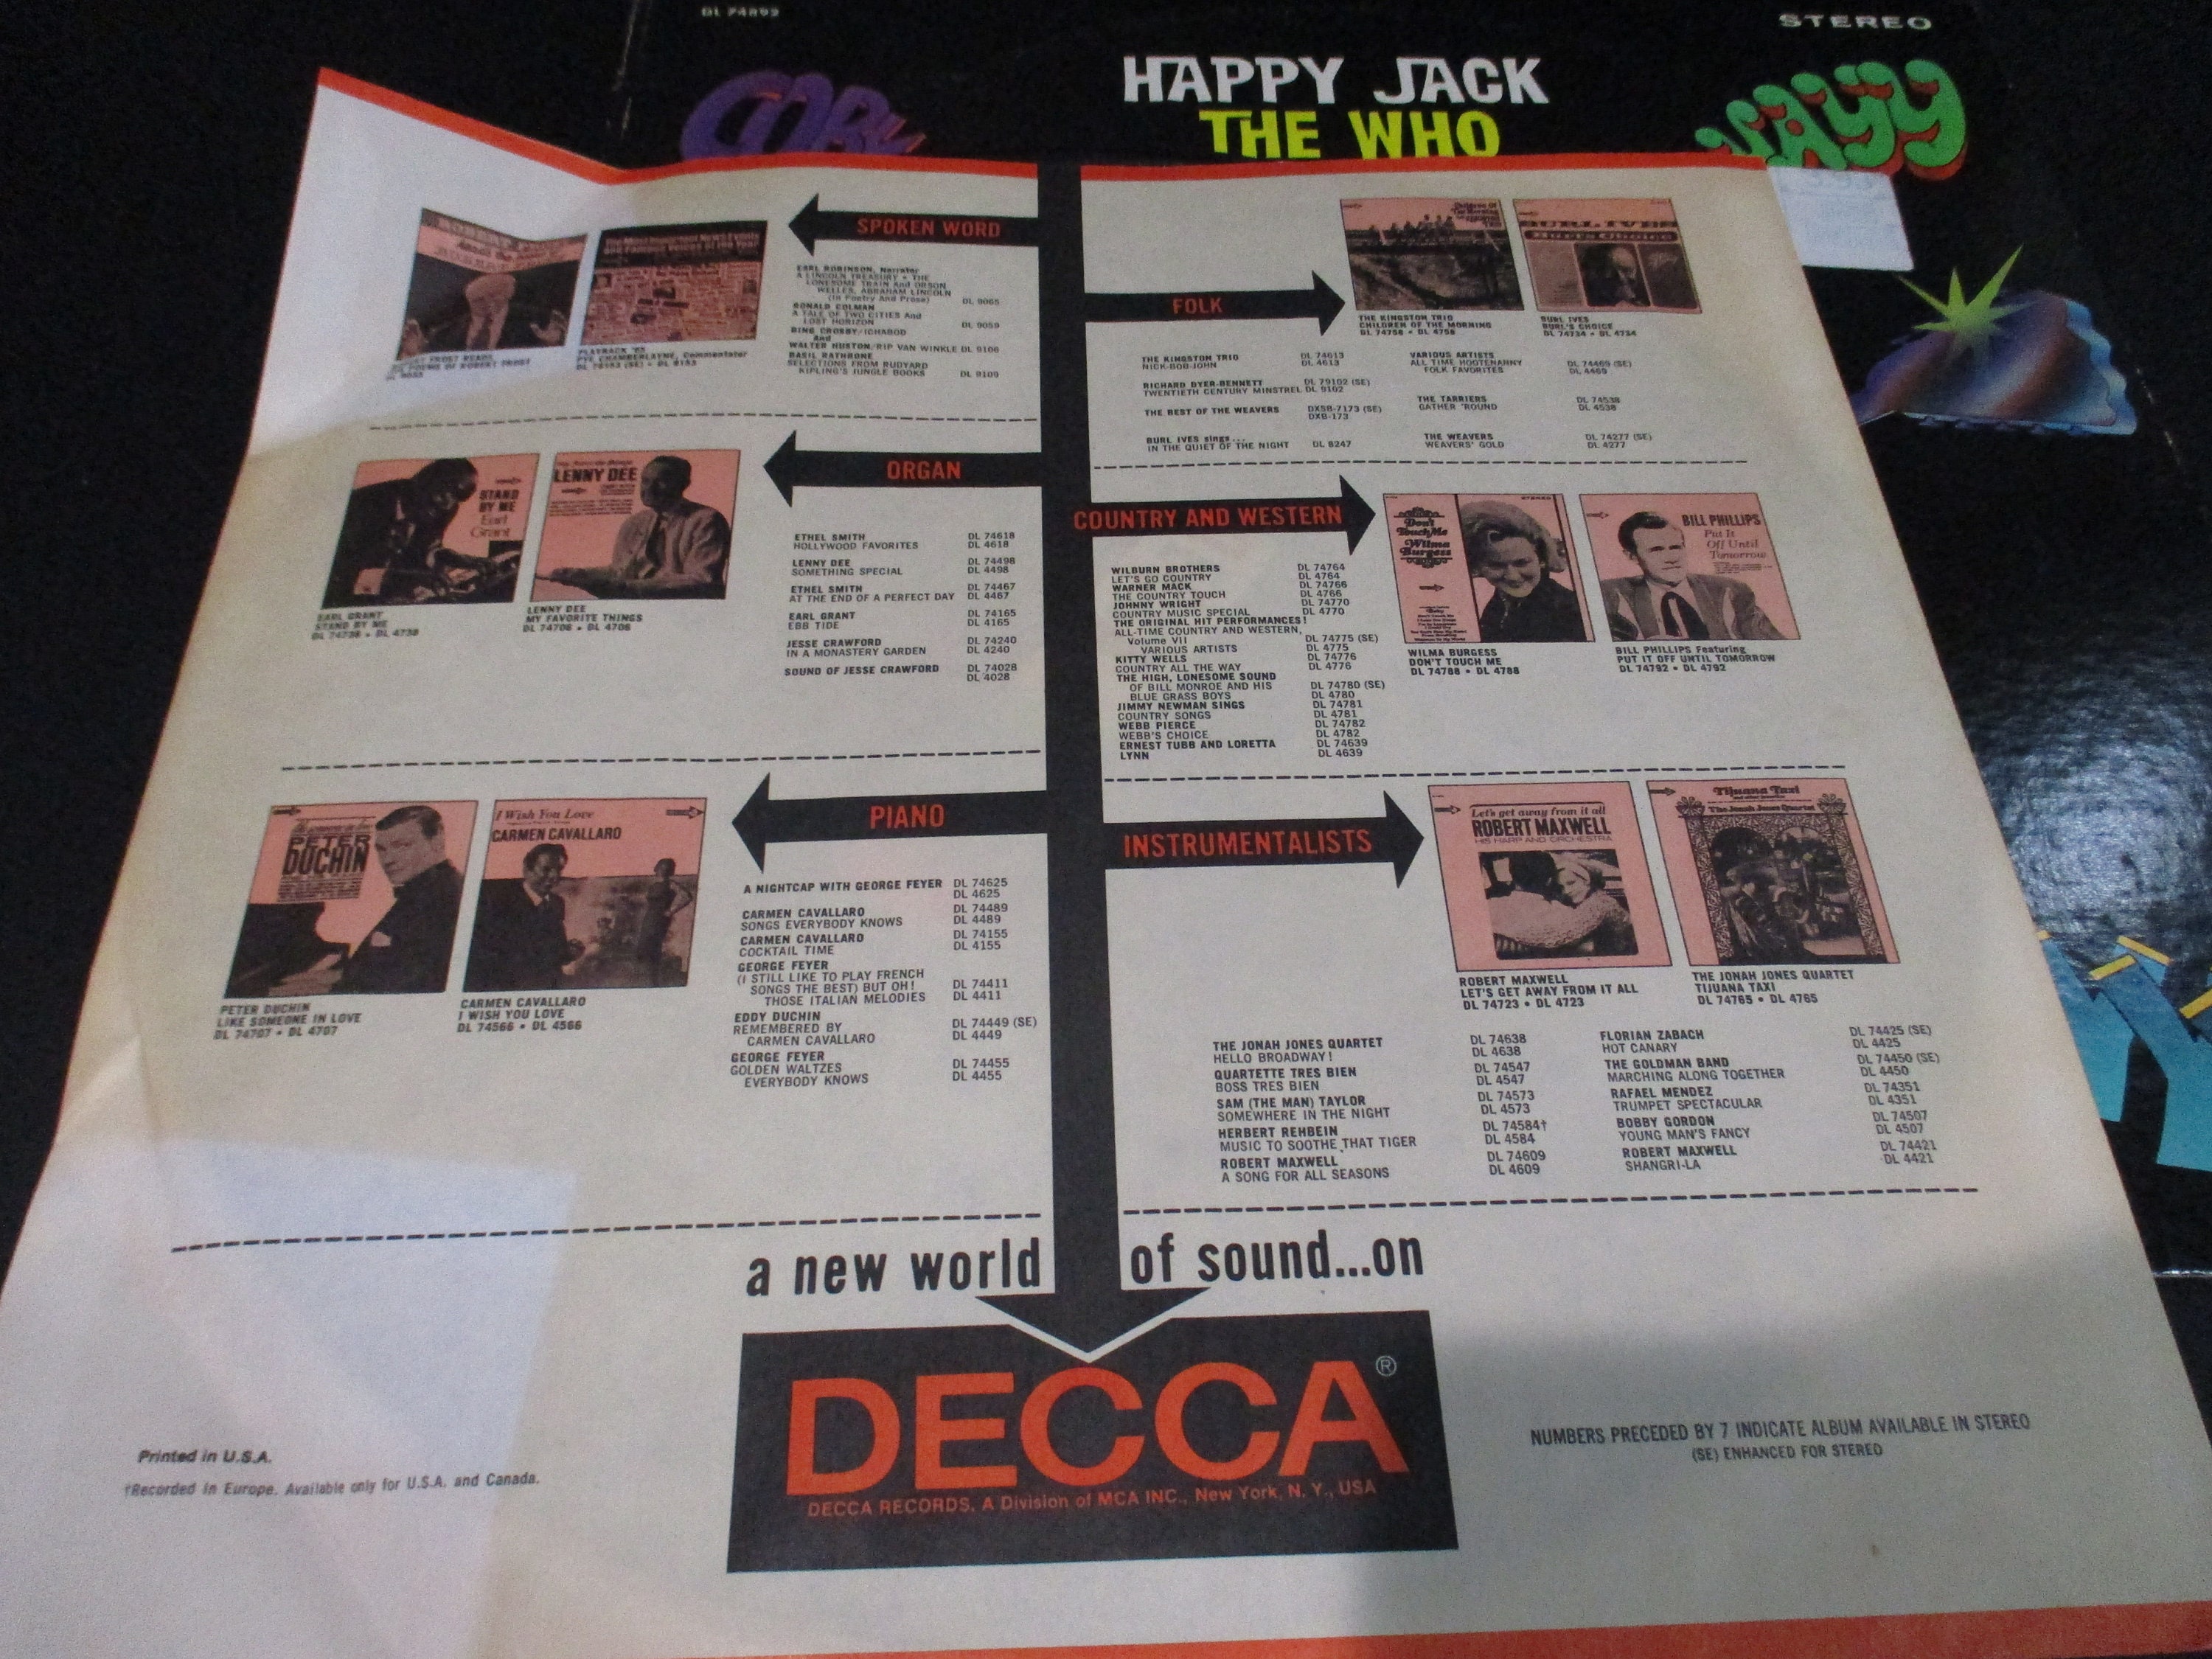 DL 74892
STEREO
HAPPY JACK
THE WHO
SPOKEN WORD
EARL ROBINSON, Narrator
A LINCOLN TREASURY • THE
LONESOME TRAIN And ORSON
WELLES, ABRAHAM LINCOLN
(In Poetry And Prose) DL 9065
RONALD COLMAN
A TALE OF TWO CITIES And
LOST HORIZON DL 9059
BING CROSBY/ICHABOD
And
WALTER HUSTON/RIP VAN WINKLE DL 9106
BASIL RATHBONE
SELECTIONS FROM RUDYARD
KIPLING'S JUNGLE BOOKS DL 9109
FROST READS
POEMS OF ROBERT FROST
PLAYBACK '65
PYE CHAMBERLAYNE, Commentator
DL 79153 (SE) • DL 9153
ORGAN
STAND
BY ME
Earl
Grant
LENNY DEE
EARL GRANT
STAND BY ME
DL 74738 • DL 4738
LENNY DEE
MY FAVORITE THINGS
DL 74706 • DL 4706
ETHEL SMITH DL 74618
HOLLYWOOD FAVORITES DL 4618
LENNY DEE DL 74498
SOMETHING SPECIAL DL 4498
ETHEL SMITH DL 74467
AT THE END OF A PERFECT DAY DL 4467
EARL GRANT DL 74165
EBB TIDE DL 4165
JESSE CRAWFORD DL 74240
IN A MONASTERY GARDEN DL 4240
SOUND OF JESSE CRAWFORD DL 74028
DL 4028
PIANO
PETER
DUCHIN
I Wish You Love
CARMEN CAVALLARO
PETER DUCHIN
LIKE SOMEONE IN LOVE
DL 74707 • DL 4707
CARMEN CAVALLARO
I WISH YOU LOVE
DL 74566 • DL 4566
A NIGHTCAP WITH GEORGE FEYER DL 74625
DL 4625
CARMEN CAVALLARO DL 74489
SONGS EVERYBODY KNOWS DL 4489
CARMEN CAVALLARO DL 74155
COCKTAIL TIME DL 4155
GEORGE FEYER
(I STILL LIKE TO PLAY FRENCH
SONGS THE BEST) BUT OH! DL 74411
THOSE ITALIAN MELODIES DL 4411
EDDY DUCHIN
REMEMBERED BY DL 74449 (SE)
CARMEN CAVALLARO DL 4449
GEORGE FEYER
GOLDEN WALTZES DL 74455
EVERYBODY KNOWS DL 4455
FOLK
BURL IVES
Burl's Choice
THE KINGSTON TRIO
CHILDREN OF THE MORNING
DL 74758 • DL 4758
BURL IVES
BURL'S CHOICE
DL 74734 • DL 4734
THE KINGSTON TRIO DL 74613
NICK-BOB-JOHN DL 4613
RICHARD DYER-BENNETT DL 79102 (SE)
TWENTIETH CENTURY MINSTREL DL 9102
THE BEST OF THE WEAVERS DXSB-7173 (SE)
DXB-173
BURL IVES sings...
IN THE QUIET OF THE NIGHT DL 8247
VARIOUS ARTISTS
ALL TIME HOOTENANNY DL 74469 (SE)
FOLK FAVORITES DL 4469
THE TARRIERS DL 74538
GATHER 'ROUND DL 4538
THE WEAVERS DL 74277 (SE)
WEAVERS' GOLD DL 4277
COUNTRY AND WESTERN
Don't
Touch Me
Wilma
Burgess
STEREO
BILL PHILLIPS
Put It
Off Until
Tomorrow
WILMA BURGESS
DON'T TOUCH ME
DL 74788 • DL 4788
BILL PHILLIPS Featuring
PUT IT OFF UNTIL TOMORROW
DL 74792 • DL 4792
WILBURN BROTHERS DL 74764
LET'S GO COUNTRY DL 4764
WARNER MACK DL 74766
THE COUNTRY TOUCH DL 4766
JOHNNY WRIGHT DL 74770
COUNTRY MUSIC SPECIAL DL 4770
THE ORIGINAL HIT PERFORMANCES!
ALL-TIME COUNTRY AND WESTERN,
Volume VII DL 74775 (SE)
VARIOUS ARTISTS DL 4775
KITTY WELLS DL 74776
COUNTRY ALL THE WAY DL 4776
THE HIGH, LONESOME SOUND
OF BILL MONROE AND HIS DL 74780 (SE)
BLUE GRASS BOYS DL 4780
JIMMY NEWMAN SINGS DL 74781
COUNTRY SONGS DL 4781
WEBB PIERCE DL 74782
WEBB'S CHOICE DL 4782
ERNEST TUBB AND LORETTA DL 74639
LYNN DL 4639
INSTRUMENTALISTS
Let's get away from it all
ROBERT MAXWELL
HIS HARP AND ORCHESTRA
Tijuana Taxi
The Jonah Jones Quartet
ROBERT MAXWELL
LET'S GET AWAY FROM IT ALL
DL 74723 • DL 4723
THE JONAH JONES QUARTET
TIJUANA TAXI
DL 74765 • DL 4765
THE JONAH JONES QUARTET DL 74638
HELLO BROADWAY! DL 4638
QUARTETTE TRES BIEN DL 74547
BOSS TRES BIEN DL 4547
SAM (THE MAN) TAYLOR DL 74573
SOMEWHERE IN THE NIGHT DL 4573
HERBERT REHBEIN DL 74584†
MUSIC TO SOOTHE THAT TIGER DL 4584
ROBERT MAXWELL DL 74609
A SONG FOR ALL SEASONS DL 4609
FLORIAN ZABACH DL 74425 (SE)
HOT CANARY DL 4425
THE GOLDMAN BAND DL 74450 (SE)
MARCHING ALONG TOGETHER DL 4450
RAFAEL MENDEZ DL 74351
TRUMPET SPECTACULAR DL 4351
BOBBY GORDON DL 74507
YOUNG MAN'S FANCY DL 4507
ROBERT MAXWELL DL 74421
SHANGRI-LA DL 4421
a new world of sound...on
DECCA®
DECCA RECORDS, A Division of MCA INC., New York, N. Y., USA
Printed in U.S.A.
†Recorded in Europe. Available only for U.S.A. and Canada.
NUMBERS PRECEDED BY 7 INDICATE ALBUM AVAILABLE IN STEREO
(SE) ENHANCED FOR STEREO